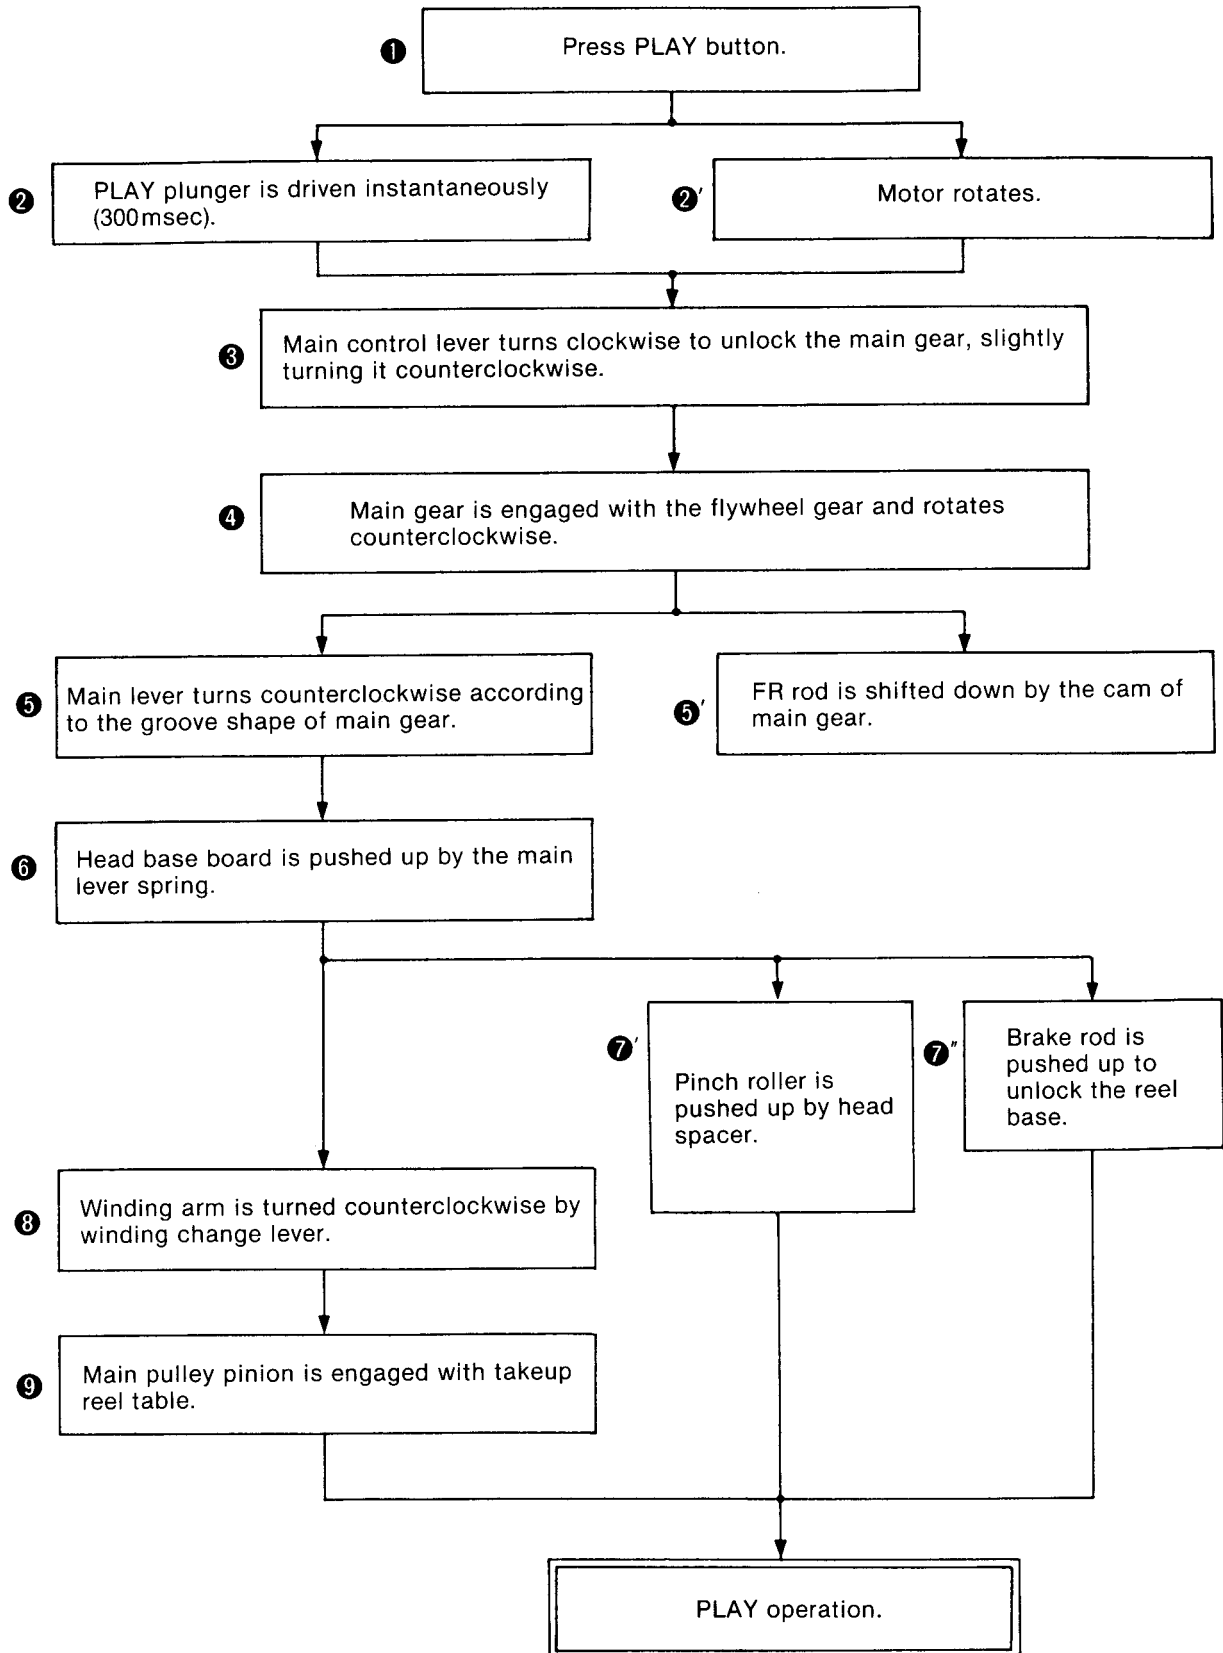 ❶ Press PLAY button.
❷ PLAY plunger is driven instantaneously
(300msec).
❷′ Motor rotates.
❸ Main control lever turns clockwise to unlock the main gear, slightly
turning it counterclockwise.
❹ Main gear is engaged with the flywheel gear and rotates
counterclockwise.
❺ Main lever turns counterclockwise according
to the groove shape of main gear.
❺′ FR rod is shifted down by the cam of
main gear.
❻ Head base board is pushed up by the main
lever spring.
❼′ Pinch roller is
pushed up by head
spacer.
❼″ Brake rod is
pushed up to
unlock the reel
base.
❽ Winding arm is turned counterclockwise by
winding change lever.
❾ Main pulley pinion is engaged with takeup
reel table.
PLAY operation.